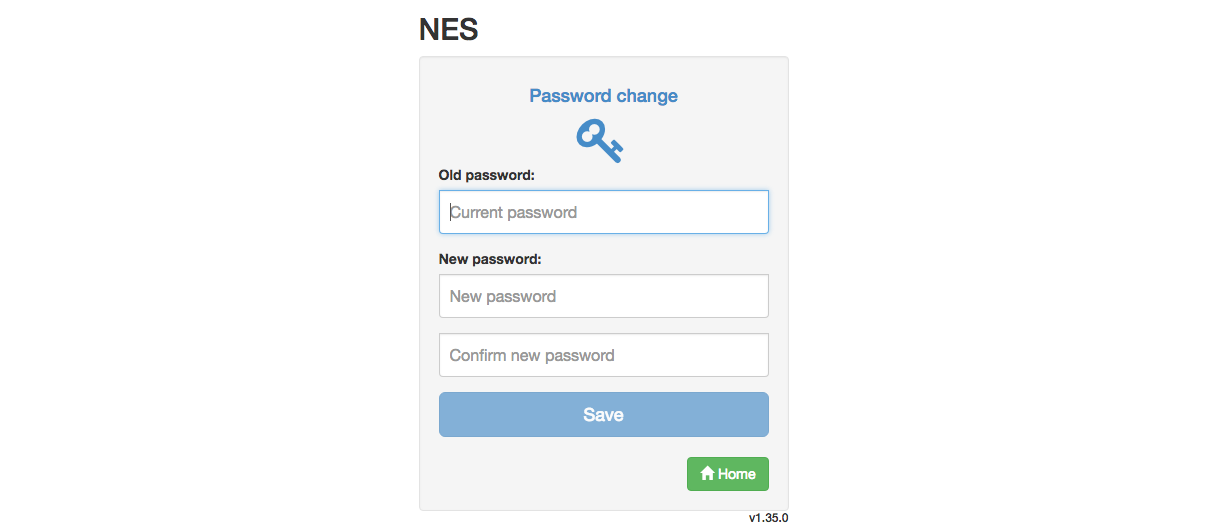 NES
Password change
Old password:
Current password
New password:
New password
Confirm new password
Save
Home
v1.35.0